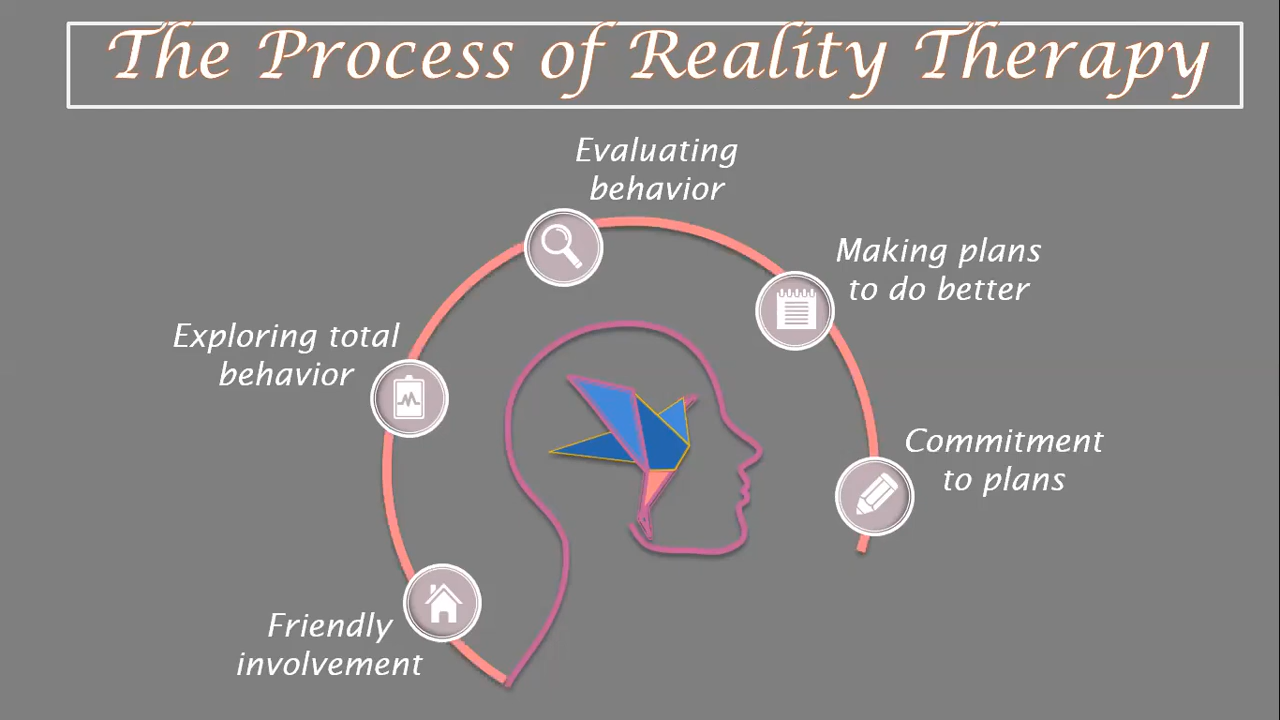 The Process of Reality Therapy
Evaluating
behavior
Making plans
to do better
Exploring total
behavior
Commitment
to plans
Friendly
involvement